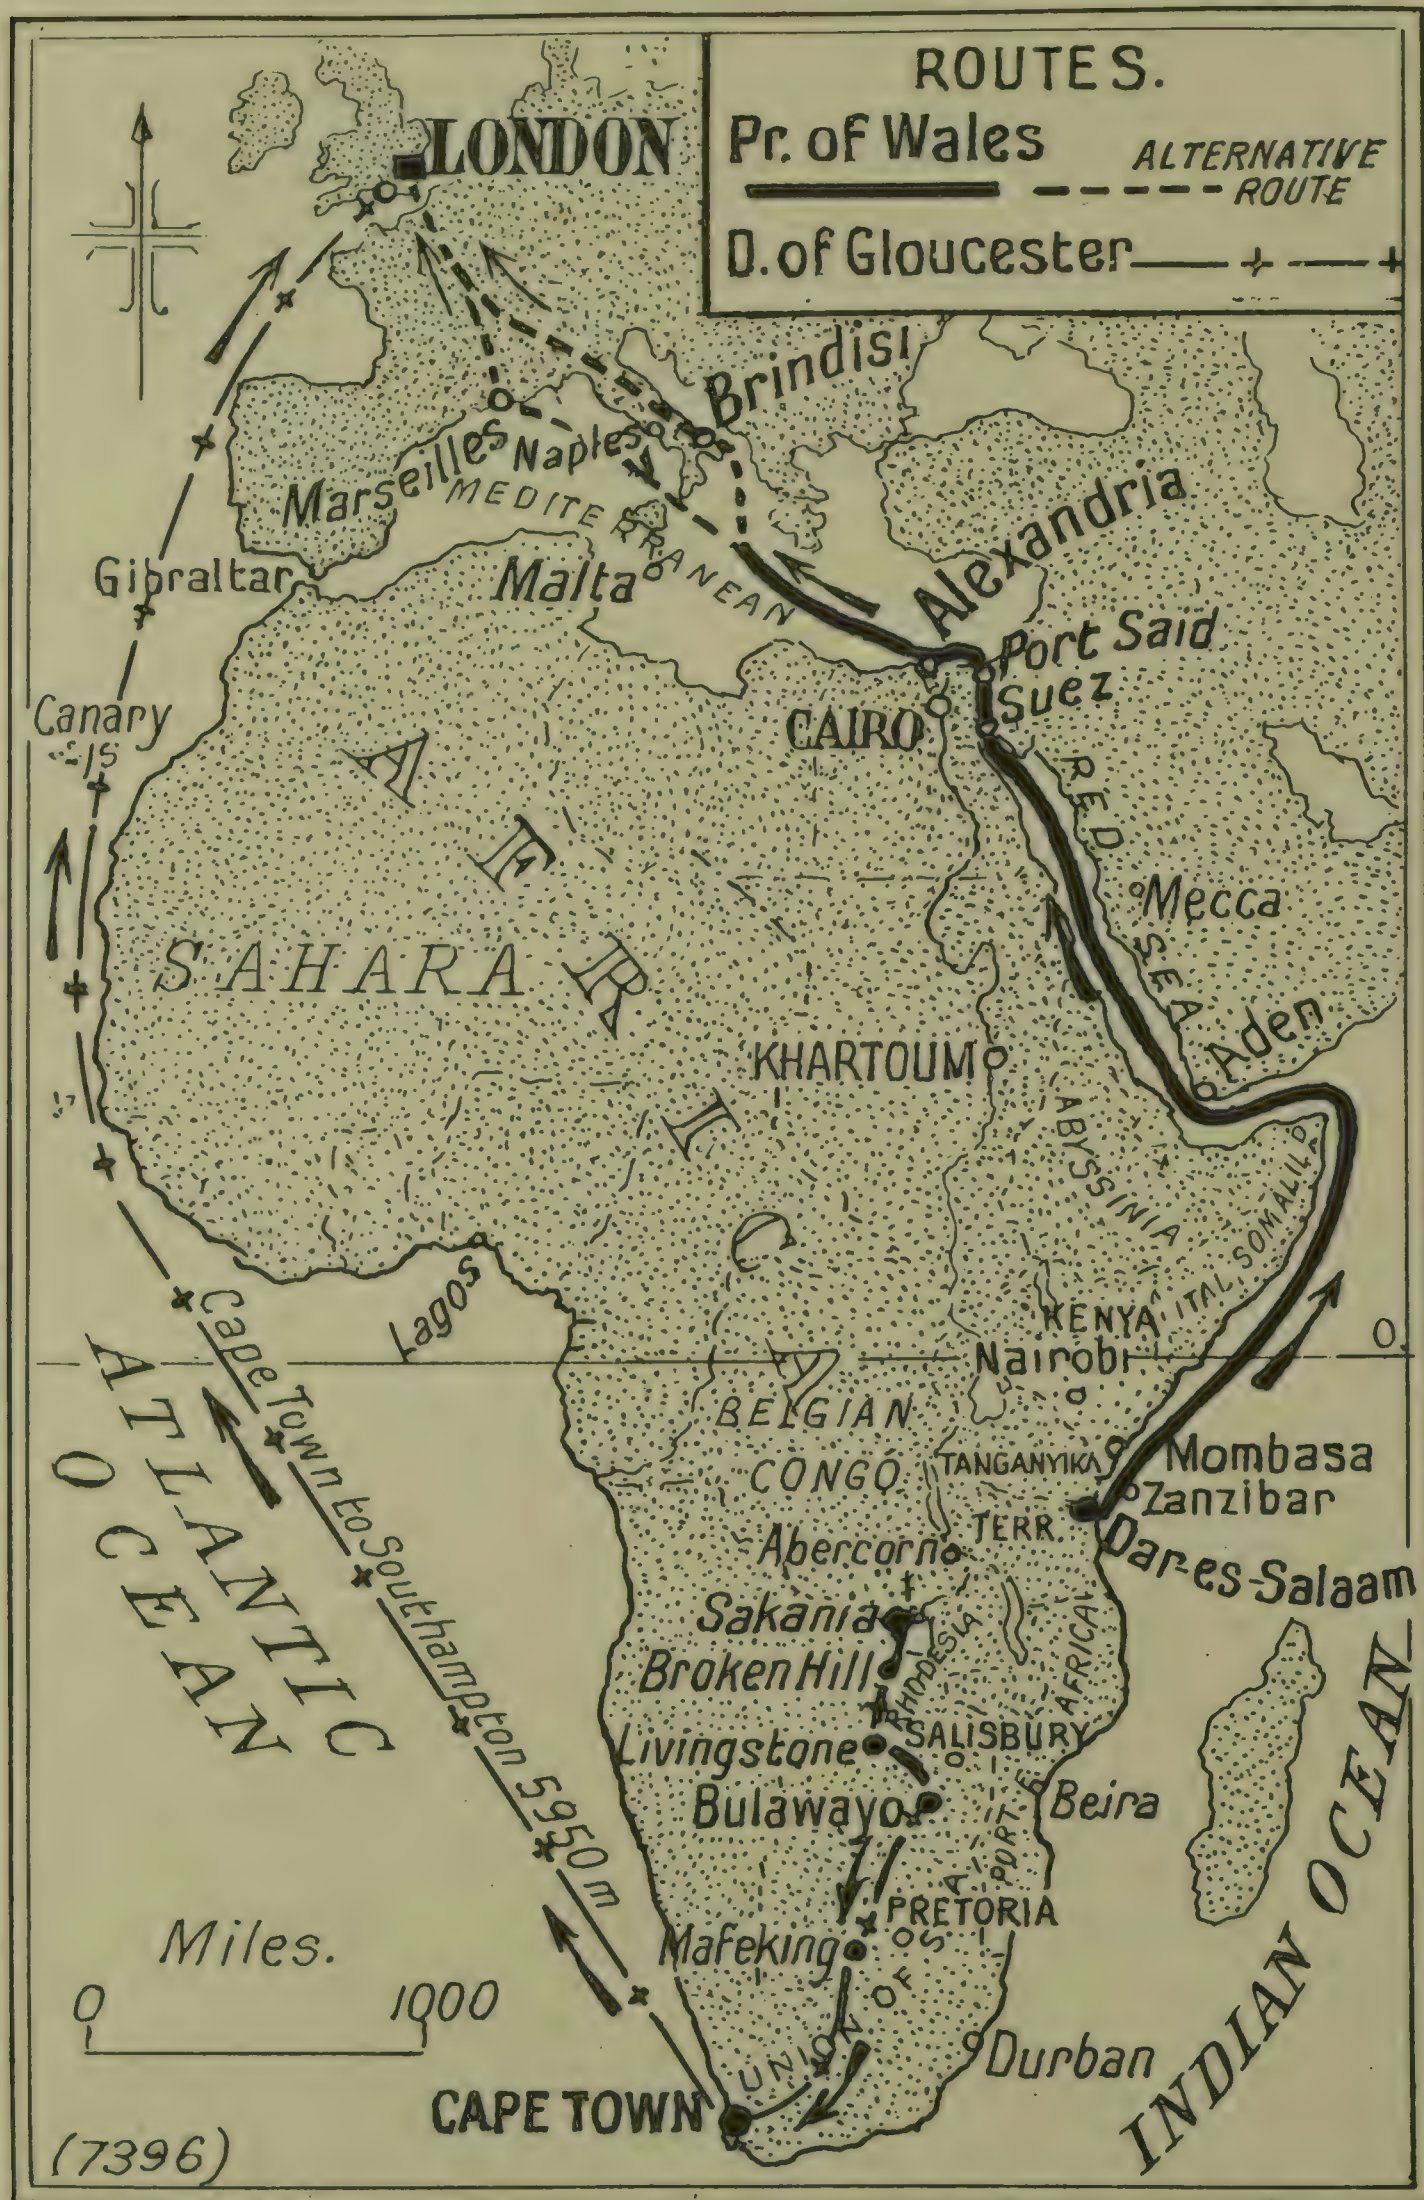 ROUTES.
Pr. of Wales
ALTERNATIVE
ROUTE
D. of Gloucester
LONDON
Brindisi
Marseilles
Naples
MEDITERRANEAN
Gibraltar
Malta
Alexandria
Port Said
Suez
CAIRO
Canary
Is
RED SEA
Mecca
AFRICA
SAHARA
Aden
KHARTOUM
ABYSSINIA
ITAL SOMALILD
Lagos
KENYA
Nairobi
0
BELGIAN
CONGO
TANGANYIKA
TERR.
Mombasa
Zanzibar
Dar-es-Salaam
Abercorn
Sakania
Broken Hill
RHODESIA
Livingstone
SALISBURY
Bulawayo
PORT. E. AFRICA
Beira
PRETORIA
Mafeking
UNION OF S. A.
Durban
CAPE TOWN
Cape Town to Southampton 5950 m
ATLANTIC
OCEAN
INDIAN OCEAN
Miles.
0 1000
(7396)